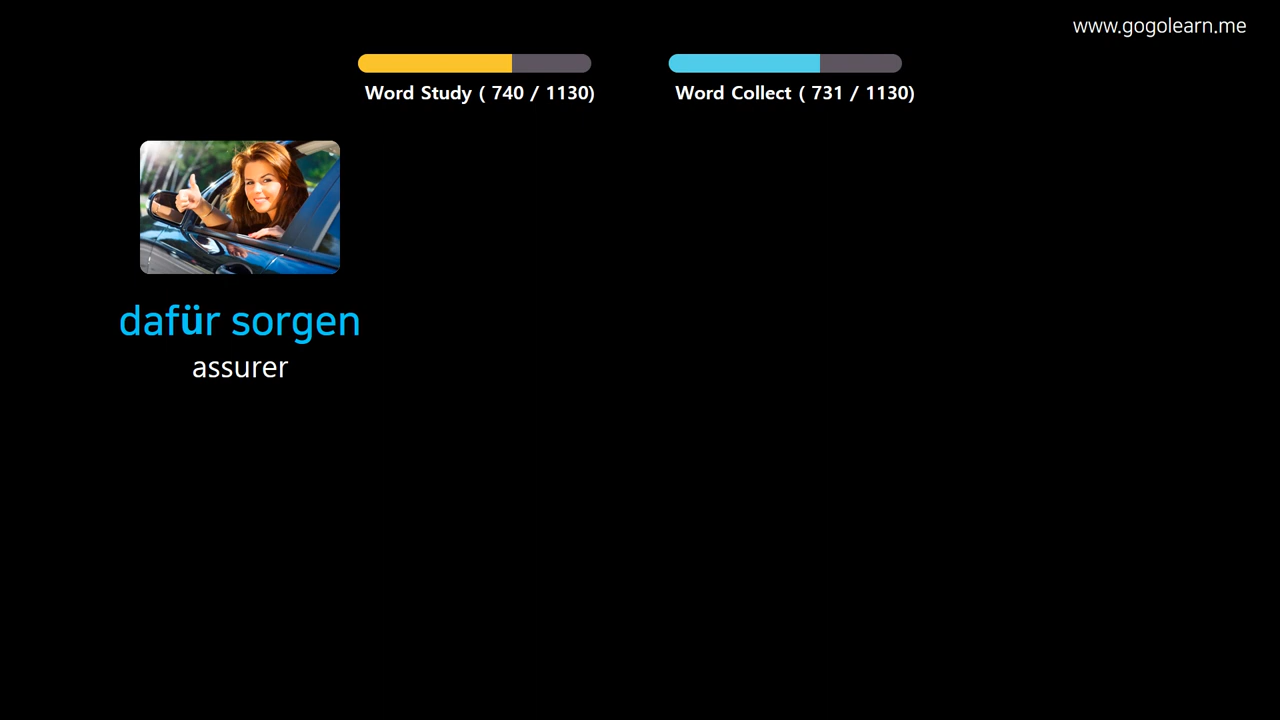 www.gogolearn.me
Word Study ( 740 / 1130)
Word Collect ( 731 / 1130)
dafür sorgen
assurer